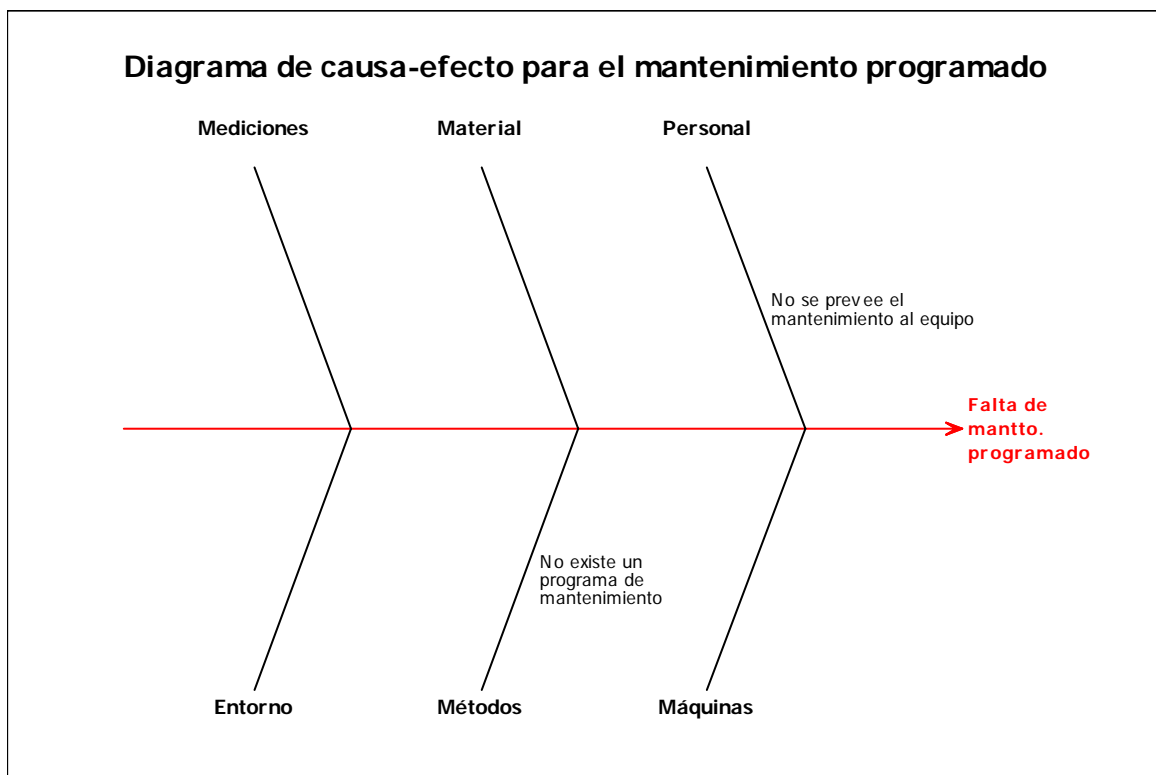 Diagrama de causa-efecto para el mantenimiento programado
Mediciones
Material
Personal
No se prevee el
mantenimiento al equipo
Falta de
mantto.
programado
No existe un
programa de
mantenimiento
Entorno
Métodos
Máquinas